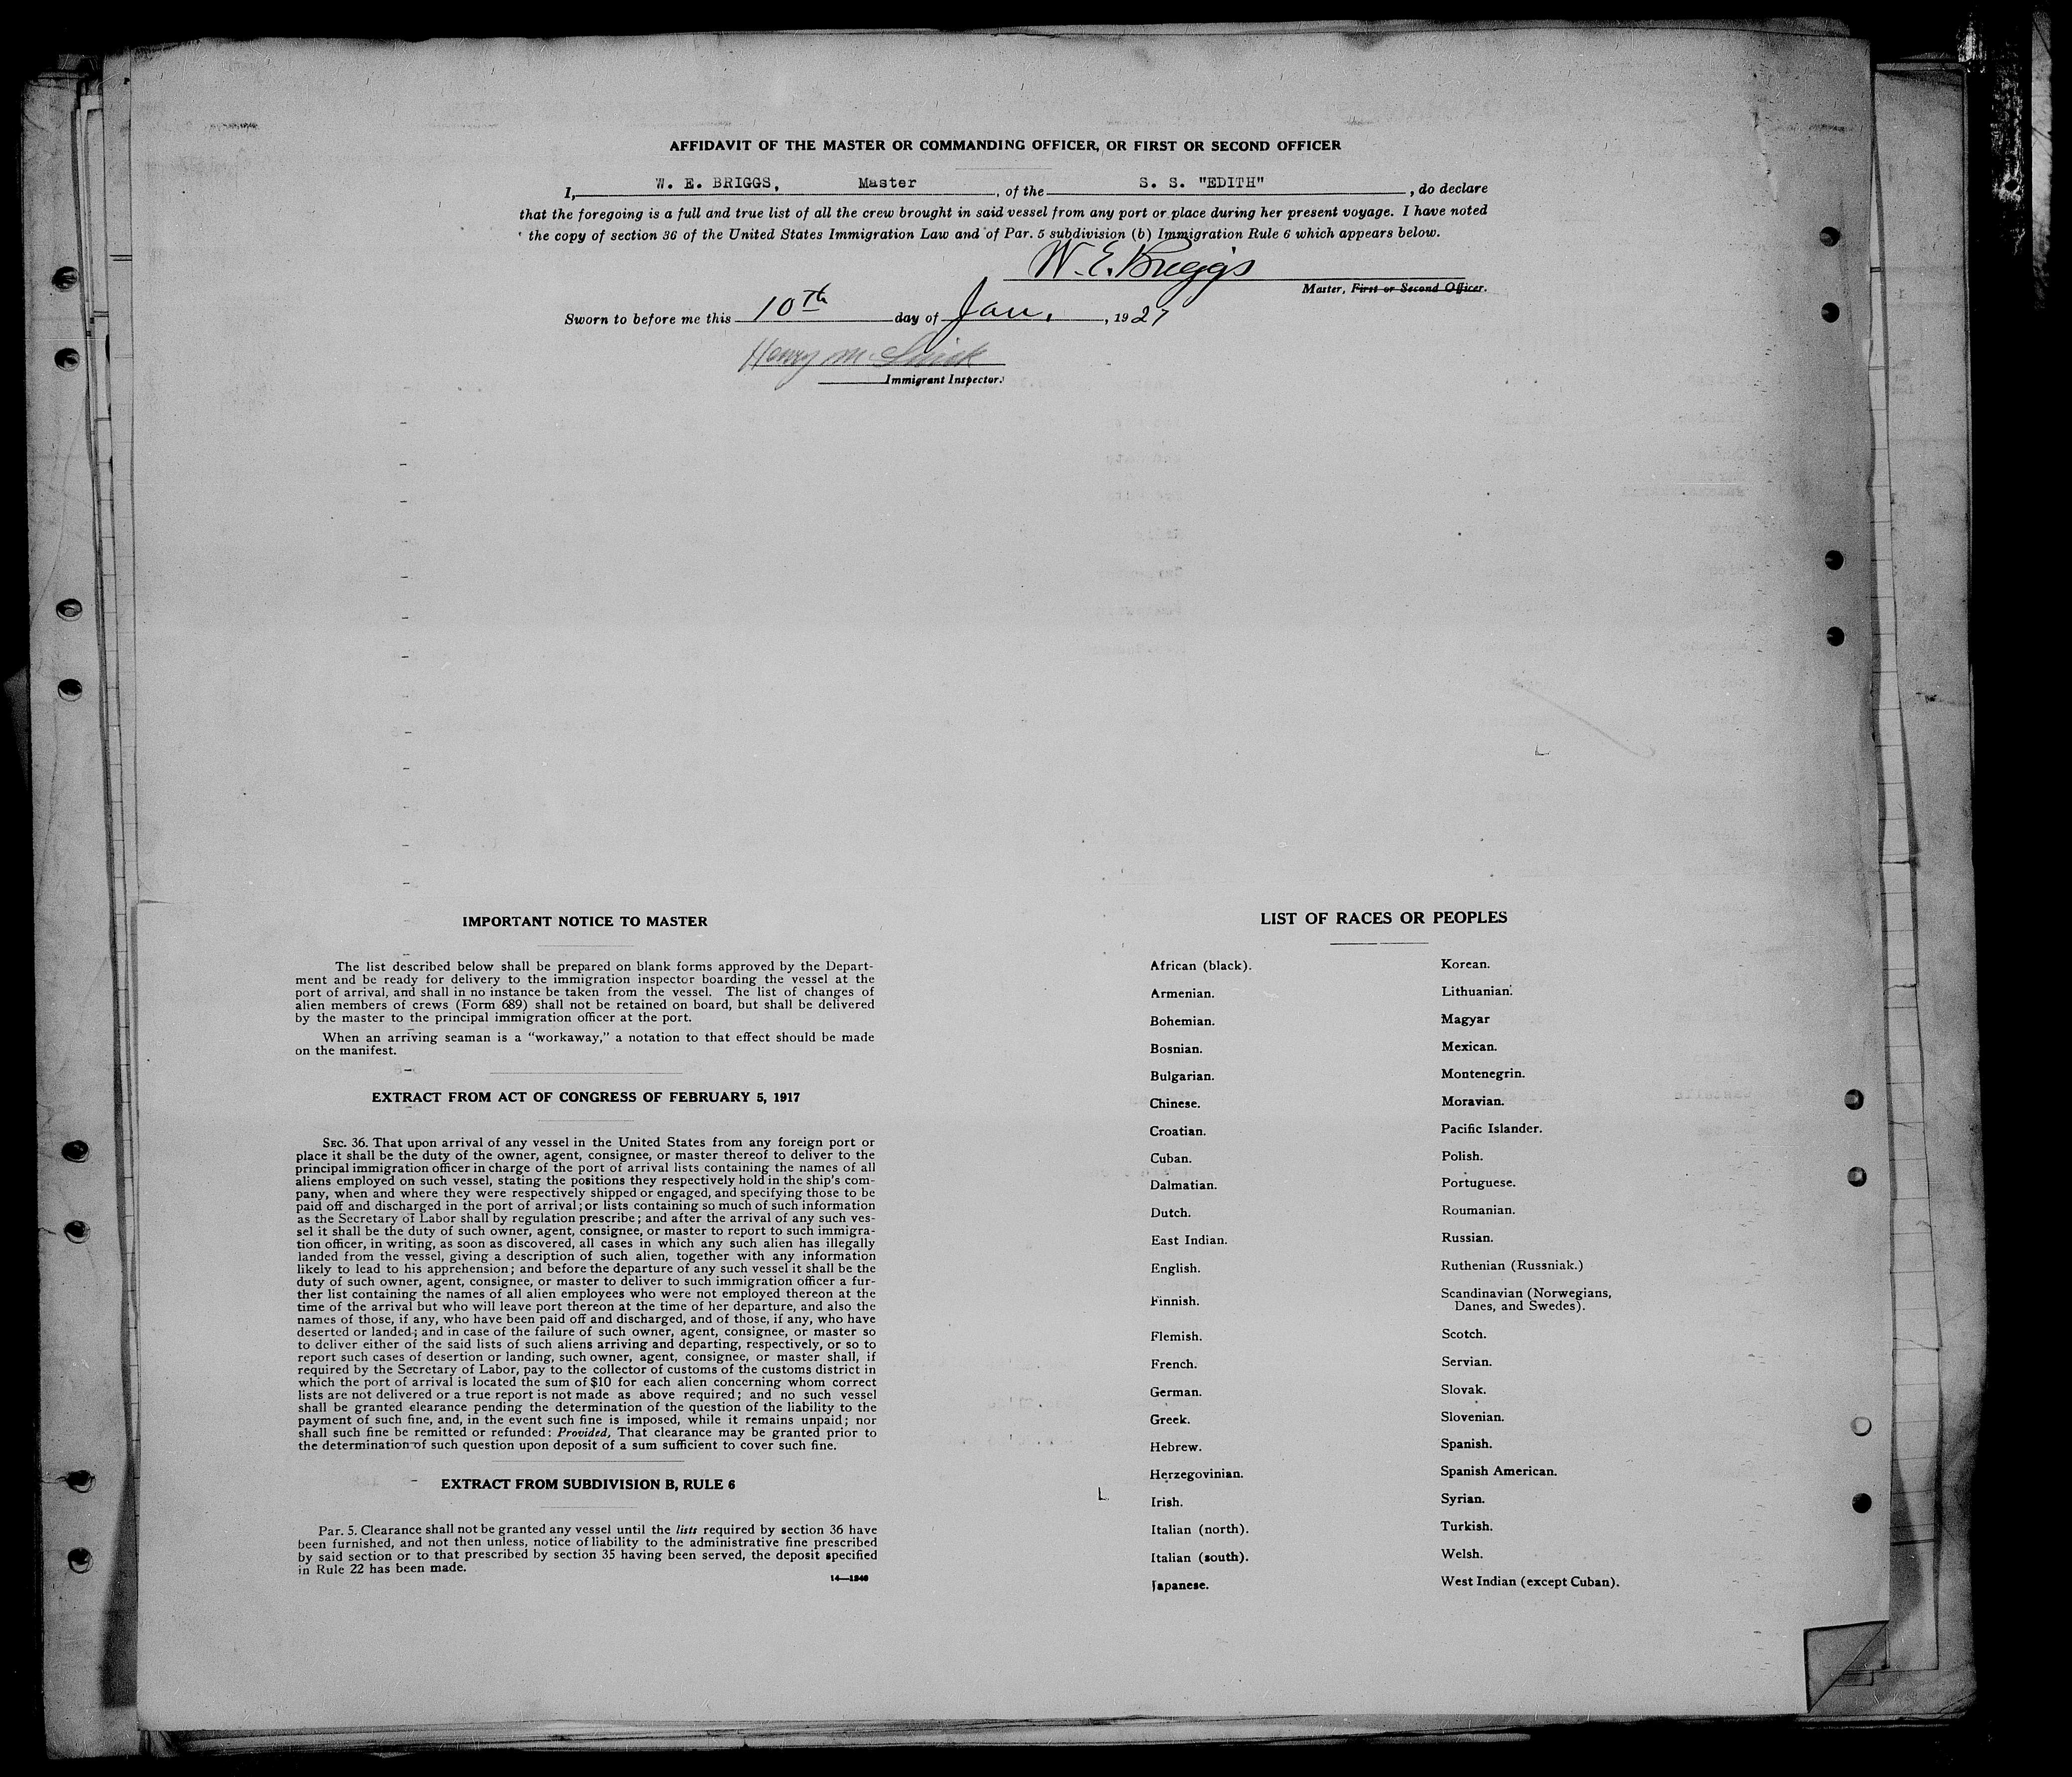 AFFIDAVIT OF THE MASTER OR COMMANDING OFFICER, OR FIRST OR SECOND OFFICER
I, W. E. BRIGGS, Master, of the S. S. "EDITH", do declare
that the foregoing is a full and true list of all the crew brought in said vessel from any port or place during her present voyage. I have noted
the copy of section 36 of the United States Immigration Law and of Par. 5 subdivision (b) Immigration Rule 6 which appears below.
W. E. Briggs
Master, First or Second Officer.
Sworn to before me this 10th day of Jan., 1927
Henry
Immigrant Inspector.
IMPORTANT NOTICE TO MASTER
The list described below shall be prepared on blank forms approved by the Depart-
ment and be ready for delivery to the immigration inspector boarding the vessel at the
port of arrival, and shall in no instance be taken from the vessel. The list of changes of
alien members of crews (Form 689) shall not be retained on board, but shall be delivered
by the master to the principal immigration officer at the port.
When an arriving seaman is a "workaway," a notation to that effect should be made
on the manifest.
EXTRACT FROM ACT OF CONGRESS OF FEBRUARY 5, 1917
SEC. 36. That upon arrival of any vessel in the United States from any foreign port or
place it shall be the duty of the owner, agent, consignee, or master thereof to deliver to the
principal immigration officer in charge of the port of arrival lists containing the names of all
aliens employed on such vessel, stating the positions they respectively hold in the ship's com-
pany, when and where they were respectively shipped or engaged, and specifying those to be
paid off and discharged in the port of arrival; or lists containing so much of such information
as the Secretary of Labor shall by regulation prescribe; and after the arrival of any such ves-
sel it shall be the duty of such owner, agent, consignee, or master to report to such immigra-
tion officer, in writing, as soon as discovered, all cases in which any such alien has illegally
landed from the vessel, giving a description of such alien, together with any information
likely to lead to his apprehension; and before the departure of any such vessel it shall be the
duty of such owner, agent, consignee, or master to deliver to such immigration officer a fur-
ther list containing the names of all alien employees who were not employed thereon at the
time of the arrival but who will leave port thereon at the time of her departure, and also the
names of those, if any, who have been paid off and discharged, and of those, if any, who have
deserted or landed; and in case of the failure of such owner, agent, consignee, or master so
to deliver either of the said lists of such aliens arriving and departing, respectively, or so to
report such cases of desertion or landing, such owner, agent, consignee, or master shall, if
required by the Secretary of Labor, pay to the collector of customs of the customs district in
which the port of arrival is located the sum of $10 for each alien concerning whom correct
lists are not delivered or a true report is not made as above required; and no such vessel
shall be granted clearance pending the determination of the question of the liability to the
payment of such fine, and, in the event such fine is imposed, while it remains unpaid; nor
shall such fine be remitted or refunded: Provided, That clearance may be granted prior to
the determination of such question upon deposit of a sum sufficient to cover such fine.
EXTRACT FROM SUBDIVISION B, RULE 6
Par. 5. Clearance shall not be granted any vessel until the lists required by section 36 have
been furnished, and not then unless, notice of liability to the administrative fine prescribed
by said section or to that prescribed by section 35 having been served, the deposit specified
in Rule 22 has been made.
14—1240
LIST OF RACES OR PEOPLES
African (black).
Armenian.
Bohemian.
Bosnian.
Bulgarian.
Chinese.
Croatian.
Cuban.
Dalmatian.
Dutch.
East Indian.
English.
Finnish.
Flemish.
French.
German.
Greek.
Hebrew.
Herzegovinian.
Irish.
Italian (north).
Italian (south).
Japanese.
Korean.
Lithuanian.
Magyar
Mexican.
Montenegrin.
Moravian.
Pacific Islander.
Polish.
Portuguese.
Roumanian.
Russian.
Ruthenian (Russniak.)
Scandinavian (Norwegians,
Danes, and Swedes).
Scotch.
Servian.
Slovak.
Slovenian.
Spanish.
Spanish American.
Syrian.
Turkish.
Welsh.
West Indian (except Cuban).